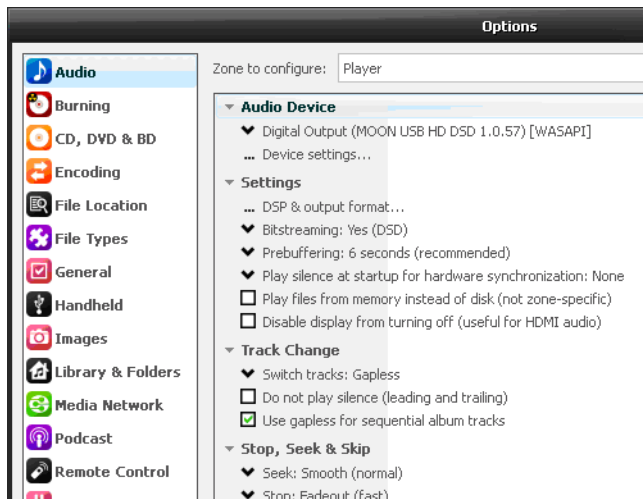 Options
Audio
Burning
CD, DVD & BD
Encoding
File Location
File Types
General
Handheld
Images
Library & Folders
Media Network
Podcast
Remote Control
Zone to configure: Player
Audio Device
Digital Output (MOON USB HD DSD 1.0.57) [WASAPI]
... Device settings...
Settings
... DSP & output format...
Bitstreaming: Yes (DSD)
Prebuffering: 6 seconds (recommended)
Play silence at startup for hardware synchronization: None
Play files from memory instead of disk (not zone-specific)
Disable display from turning off (useful for HDMI audio)
Track Change
Switch tracks: Gapless
Do not play silence (leading and trailing)
Use gapless for sequential album tracks
Stop, Seek & Skip
Seek: Smooth (normal)
Stop: Fadeout (fast)